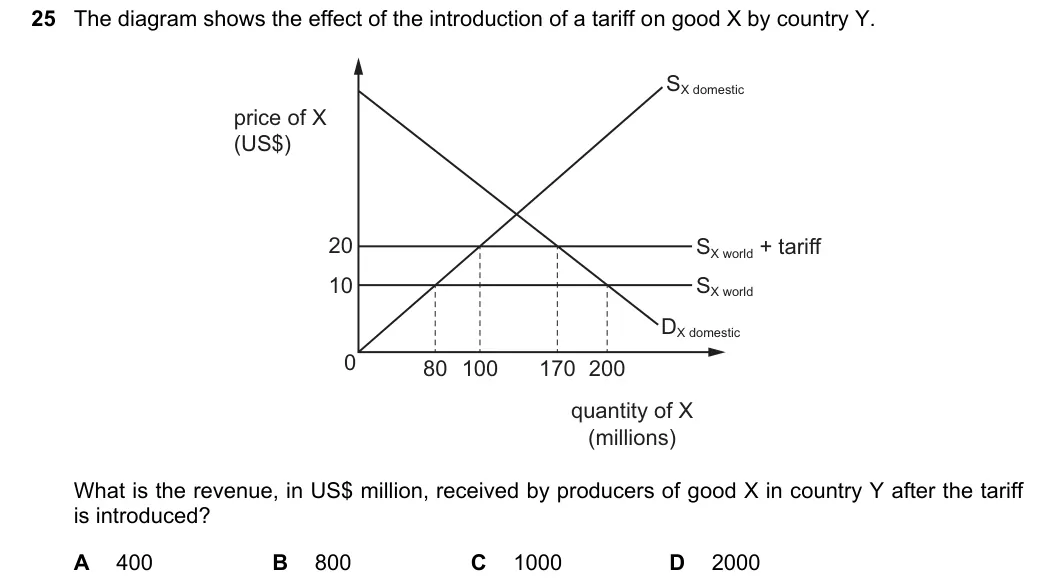 25 The diagram shows the effect of the introduction of a tariff on good X by country Y.
price of X
(US$)
SX domestic
20
SX world + tariff
10
SX world
DX domestic
0
80 100 170 200
quantity of X
(millions)
What is the revenue, in US$ million, received by producers of good X in country Y after the tariff
is introduced?
A 400 B 800 C 1000 D 2000